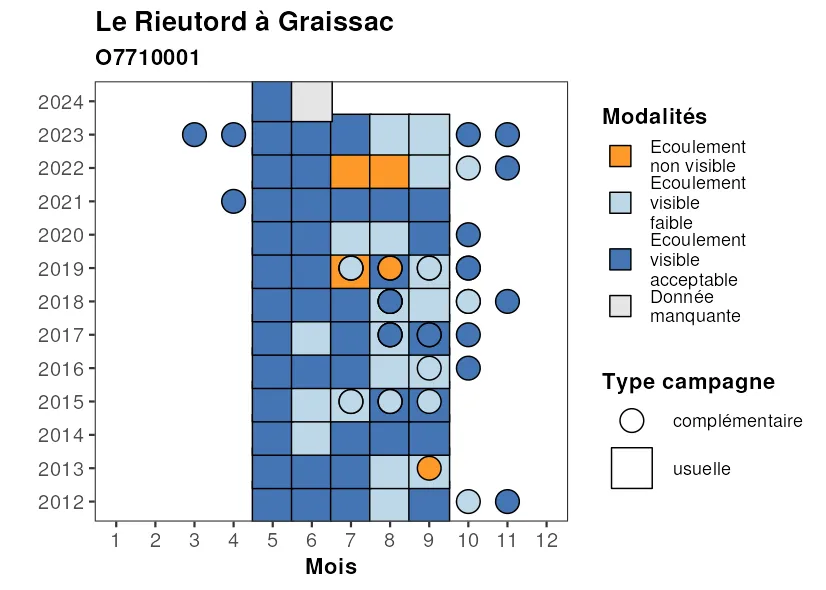 Le Rieutord à Graissac
O7710001
2024
2023
2022
2021
2020
2019
2018
2017
2016
2015
2014
2013
2012
1 2 3 4 5 6 7 8 9 10 11 12
Mois
Modalités
Ecoulement
non visible
Ecoulement
visible
faible
Ecoulement
visible
acceptable
Donnée
manquante
Type campagne
complémentaire
usuelle